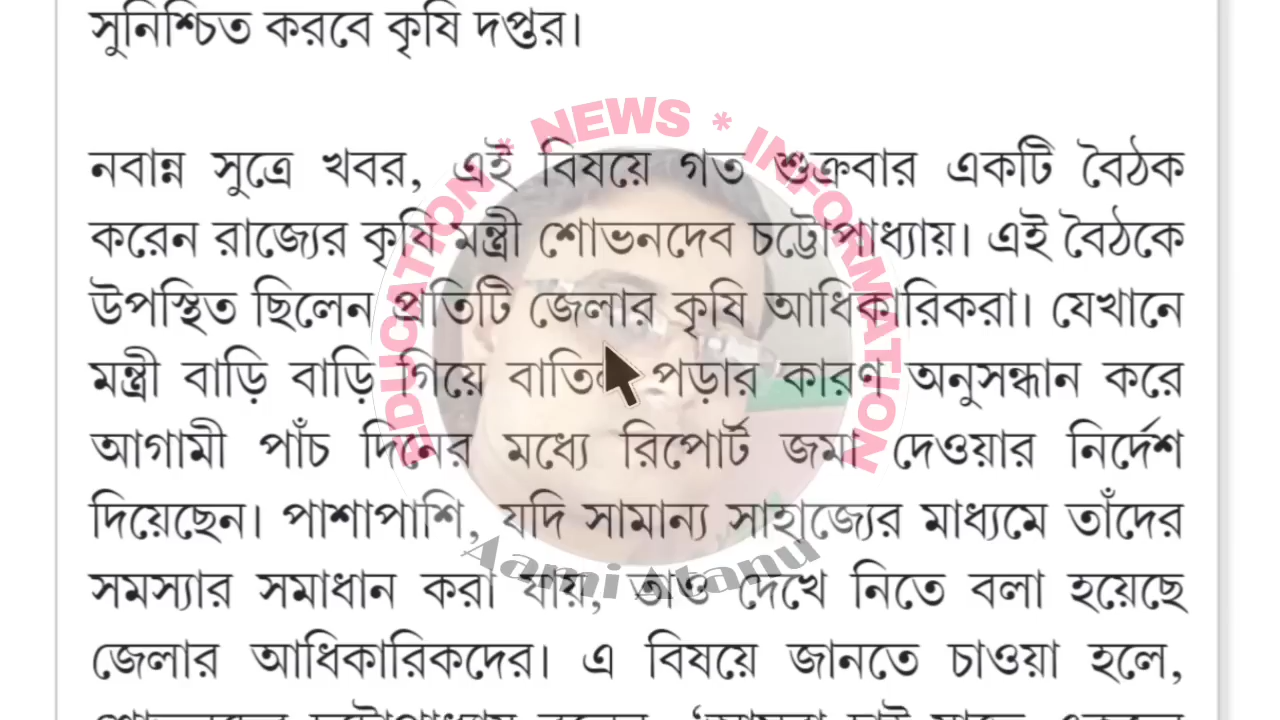 সুনিশ্চিত করবে কৃষি দপ্তর।
নবান্ন সুত্রে খবর, এই বিষয়ে গত শুক্রবার একটি বৈঠক
করেন রাজ্যের কৃষি মন্ত্রী শোভনদেব চট্টোপাধ্যায়। এই বৈঠকে
উপস্থিত ছিলেন প্রতিটি জেলার কৃষি আধিকারিকরা। যেখানে
মন্ত্রী বাড়ি বাড়ি গিয়ে পড়ার কারণ অনুসন্ধান করে
আগামী পাঁচ দিনের মধ্যে রিপোর্ট জমা দেওয়ার নির্দেশ
দিয়েছেন। পাশাপাশি, যদি সামান্য সাহাজ্যের মাধ্যমে তাঁদের
সমস্যার সমাধান করা যায়, তাও দেখে নিতে বলা হয়েছে
জেলার আধিকারিকদের। এ বিষয়ে জানতে চাওয়া হলে,
EDUCATION * NEWS * INFORMATION
Aami Atanu